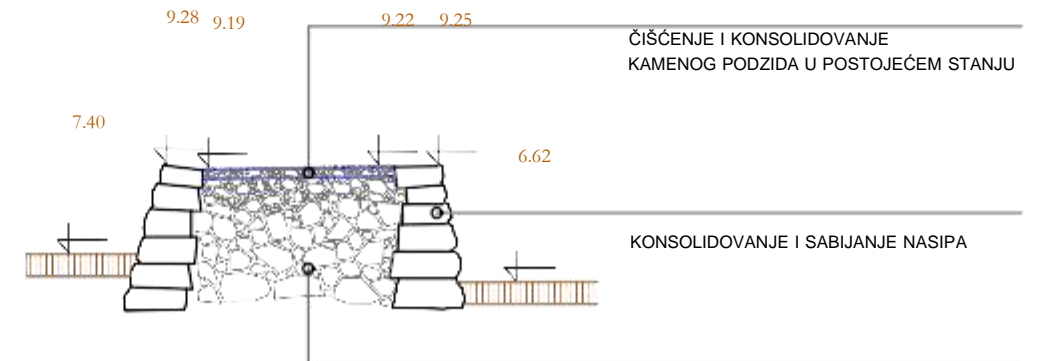 9.28 9.19 9.22 9.25
ČIŠĆENJE I KONSOLIDOVANJE
KAMENOG PODZIDA U POSTOJEĆEM STANJU
7.40
6.62
KONSOLIDOVANJE I SABIJANJE NASIPA